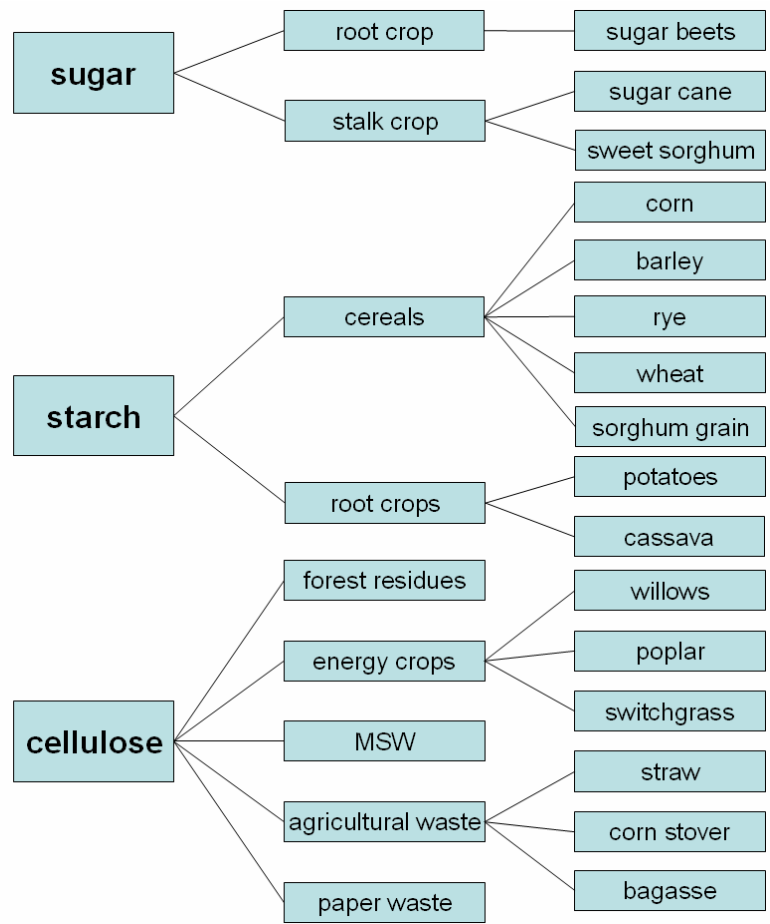 sugar
root crop
sugar beets
stalk crop
sugar cane
sweet sorghum
starch
cereals
corn
barley
rye
wheat
sorghum grain
root crops
potatoes
cassava
cellulose
forest residues
energy crops
willows
poplar
switchgrass
MSW
agricultural waste
straw
corn stover
bagasse
paper waste